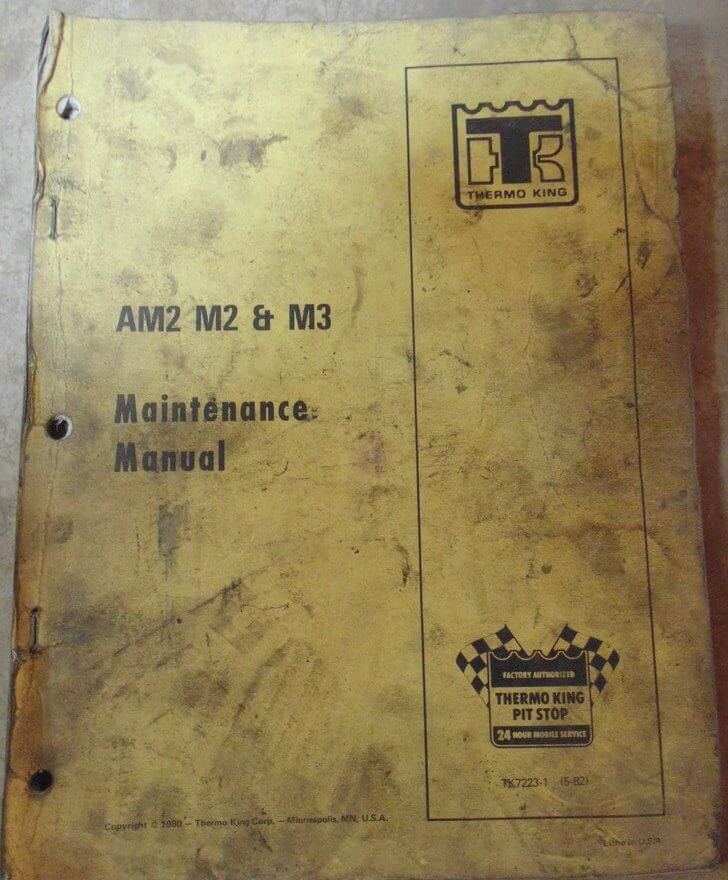 TK
THERMO KING
®
AM2 M2 & M3
Maintenance
Manual
FACTORY AUTHORIZED
THERMO KING
PIT STOP
24 HOUR MOBILE SERVICE
TK7223-1 (5-82)
Copyright © 1980 — Thermo King Corp. — Minneapolis, MN, U.S.A.
Litho in U.S.A.